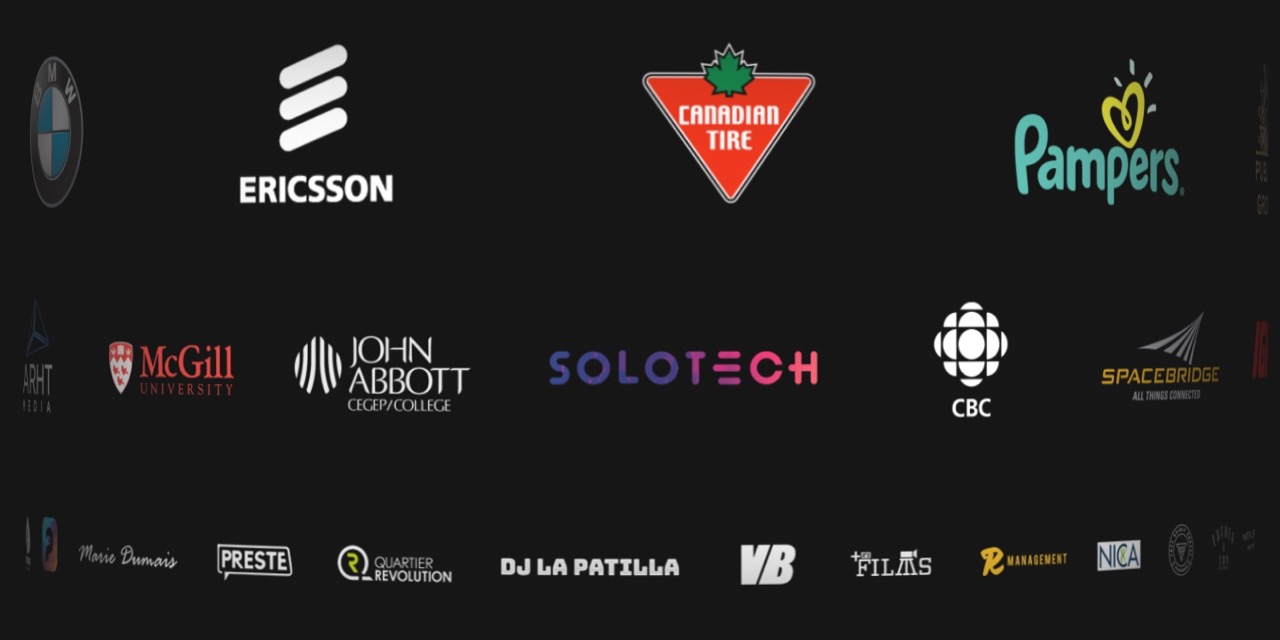 BMW
ERICSSON
CANADIAN
TIRE
Pampers
ARHT
MEDIA
McGill
UNIVERSITY
JOHN
ABBOTT
CEGEP/COLLEGE
SOLOTECH
CBC
SPACEBRIDGE
ALL THINGS CONNECTED
Marie Dumais
PRESTE
QUARTIER
REVOLUTION
DJ LA PATILLA
VB
FILMS
R MANAGEMENT
NICA